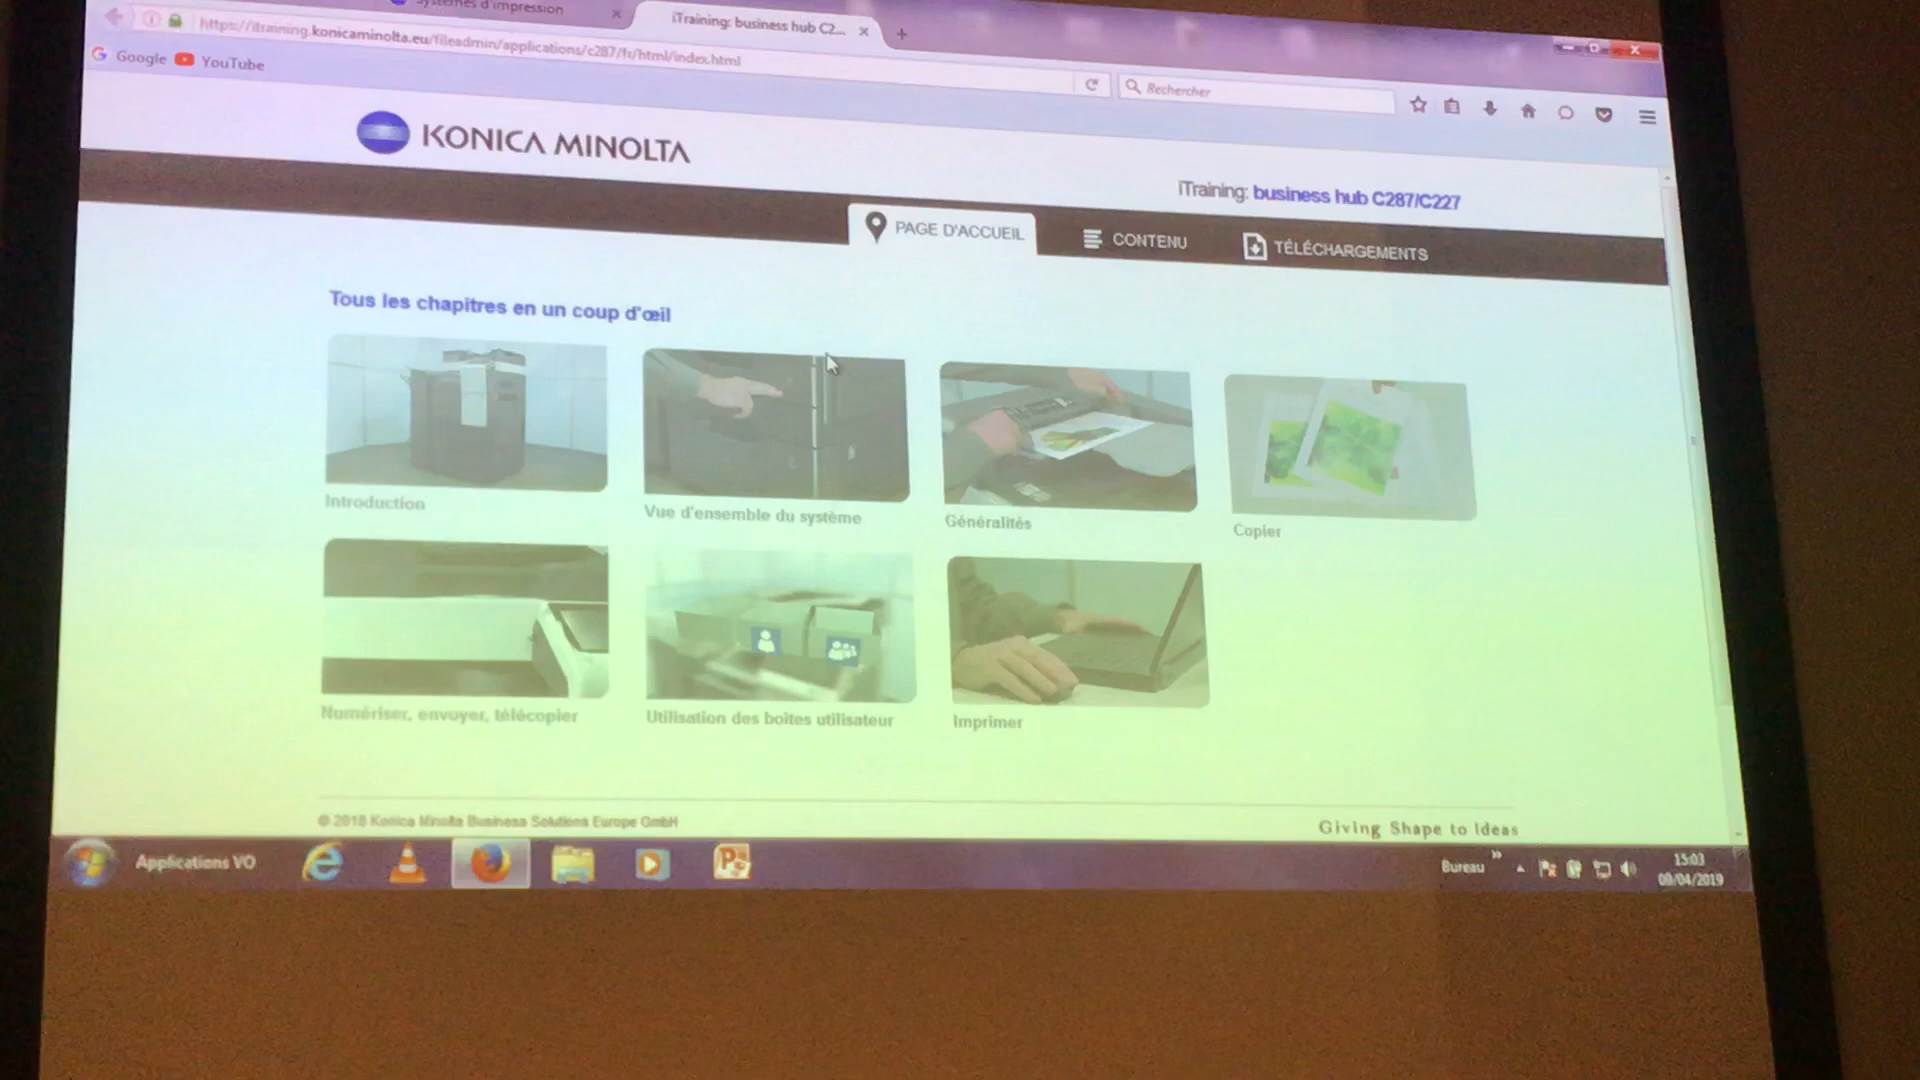 Systèmes d'impression
iTraining: business hub C2...
https://itraining.konicaminolta.eu/fileadmin/applications/c287/fr/html/index.html
Rechercher
Google YouTube
KONICA MINOLTA
iTraining: business hub C287/C227
PAGE D'ACCUEIL CONTENU TÉLÉCHARGEMENTS
Tous les chapitres en un coup d'œil
Introduction
Vue d'ensemble du système
Généralités
Copier
Numériser, envoyer, télécopier
Utilisation des boîtes utilisateur
Imprimer
© 2018 Konica Minolta Business Solutions Europe GmbH
Giving Shape to Ideas
Applications VO
Bureau
15:03
09/04/2019